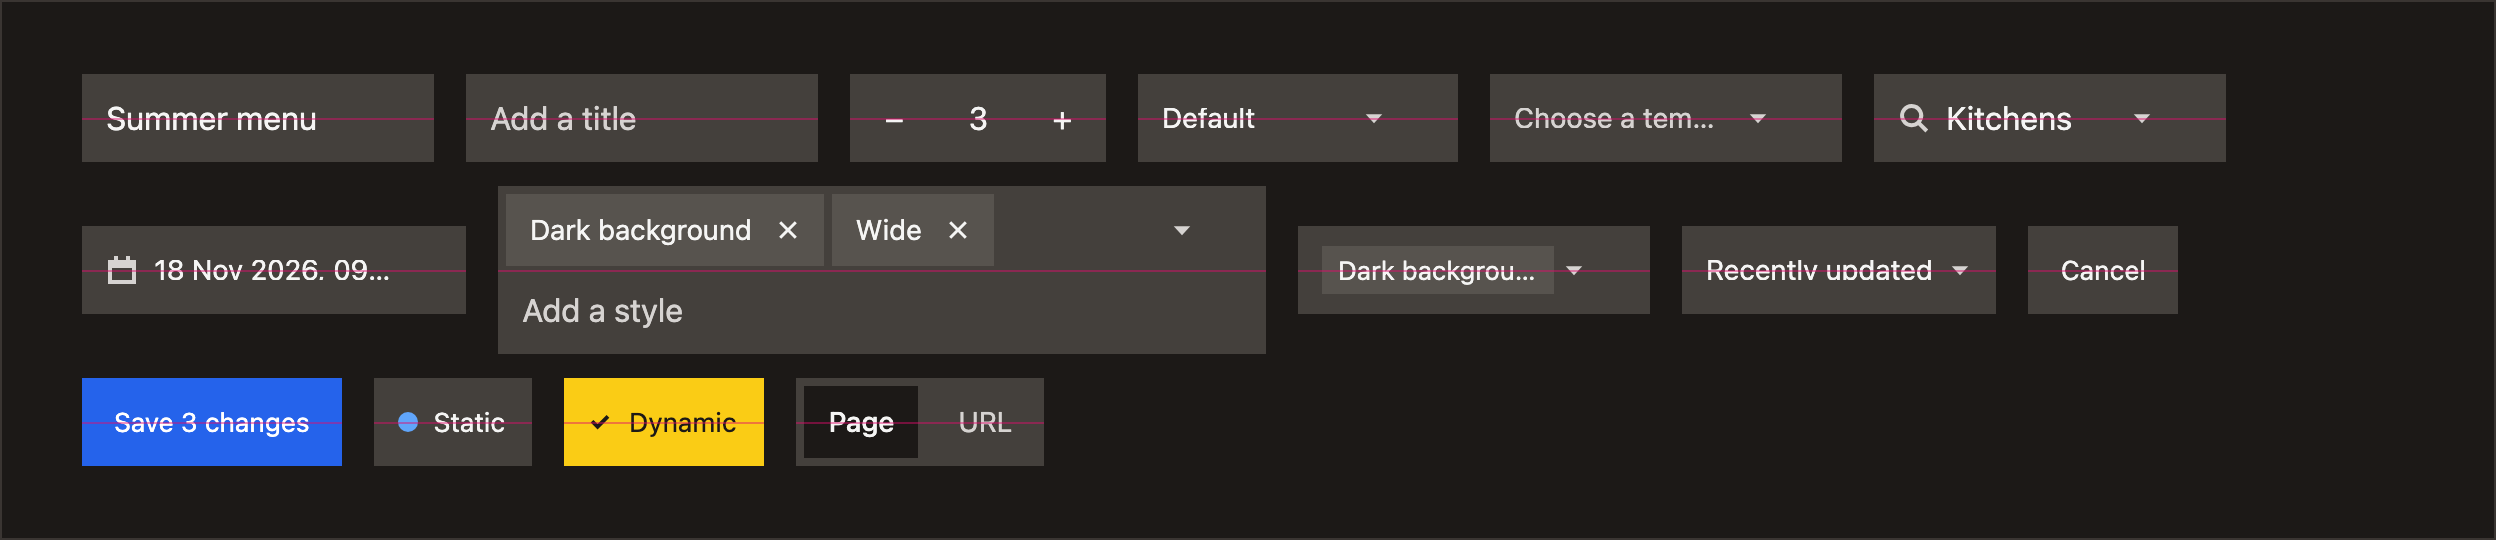 Summer menu
Add a title
− 3 +
Default
Choose a tem...
Kitchens
Dark background ×
Wide ×
18 Nov 2026, 09...
Add a style
Dark backgrou...
Recently updated
Cancel
Save 3 changes
Static
Dynamic
Page
URL